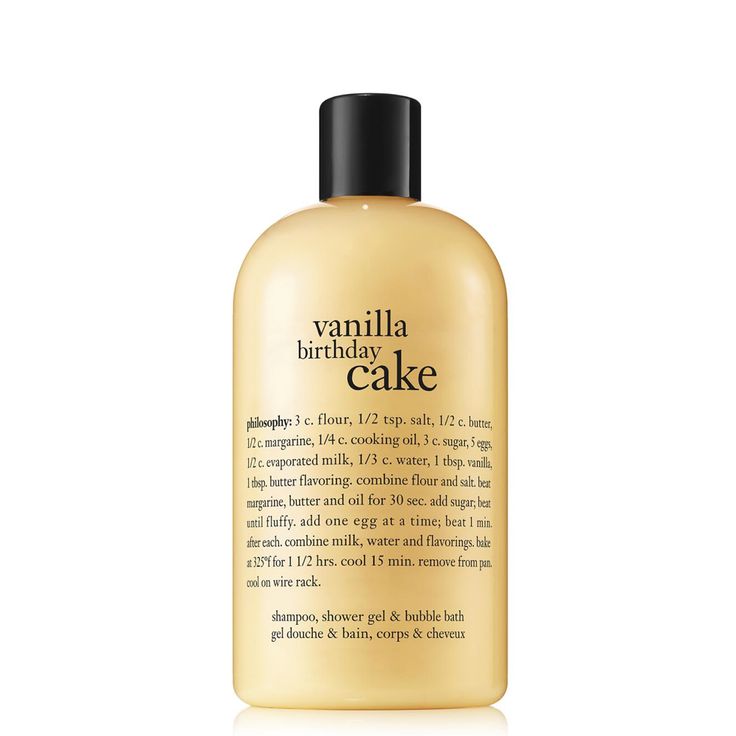 vanilla
birthday
cake
philosophy: 3 c. flour, 1/2 tsp. salt, 1/2 c. butter,
1/2 c. margarine, 1/4 c. cooking oil, 3 c. sugar, 5 eggs,
1/2 c. evaporated milk, 1/3 c. water, 1 tbsp. vanilla,
1 tbsp. butter flavoring. combine flour and salt. beat
margarine, butter and oil for 30 sec. add sugar; beat
until fluffy. add one egg at a time; beat 1 min.
after each. combine milk, water and flavorings. bake
at 325°f for 1 1/2 hrs. cool 15 min. remove from pan.
cool on wire rack.
shampoo, shower gel & bubble bath
gel douche & bain, corps & cheveux